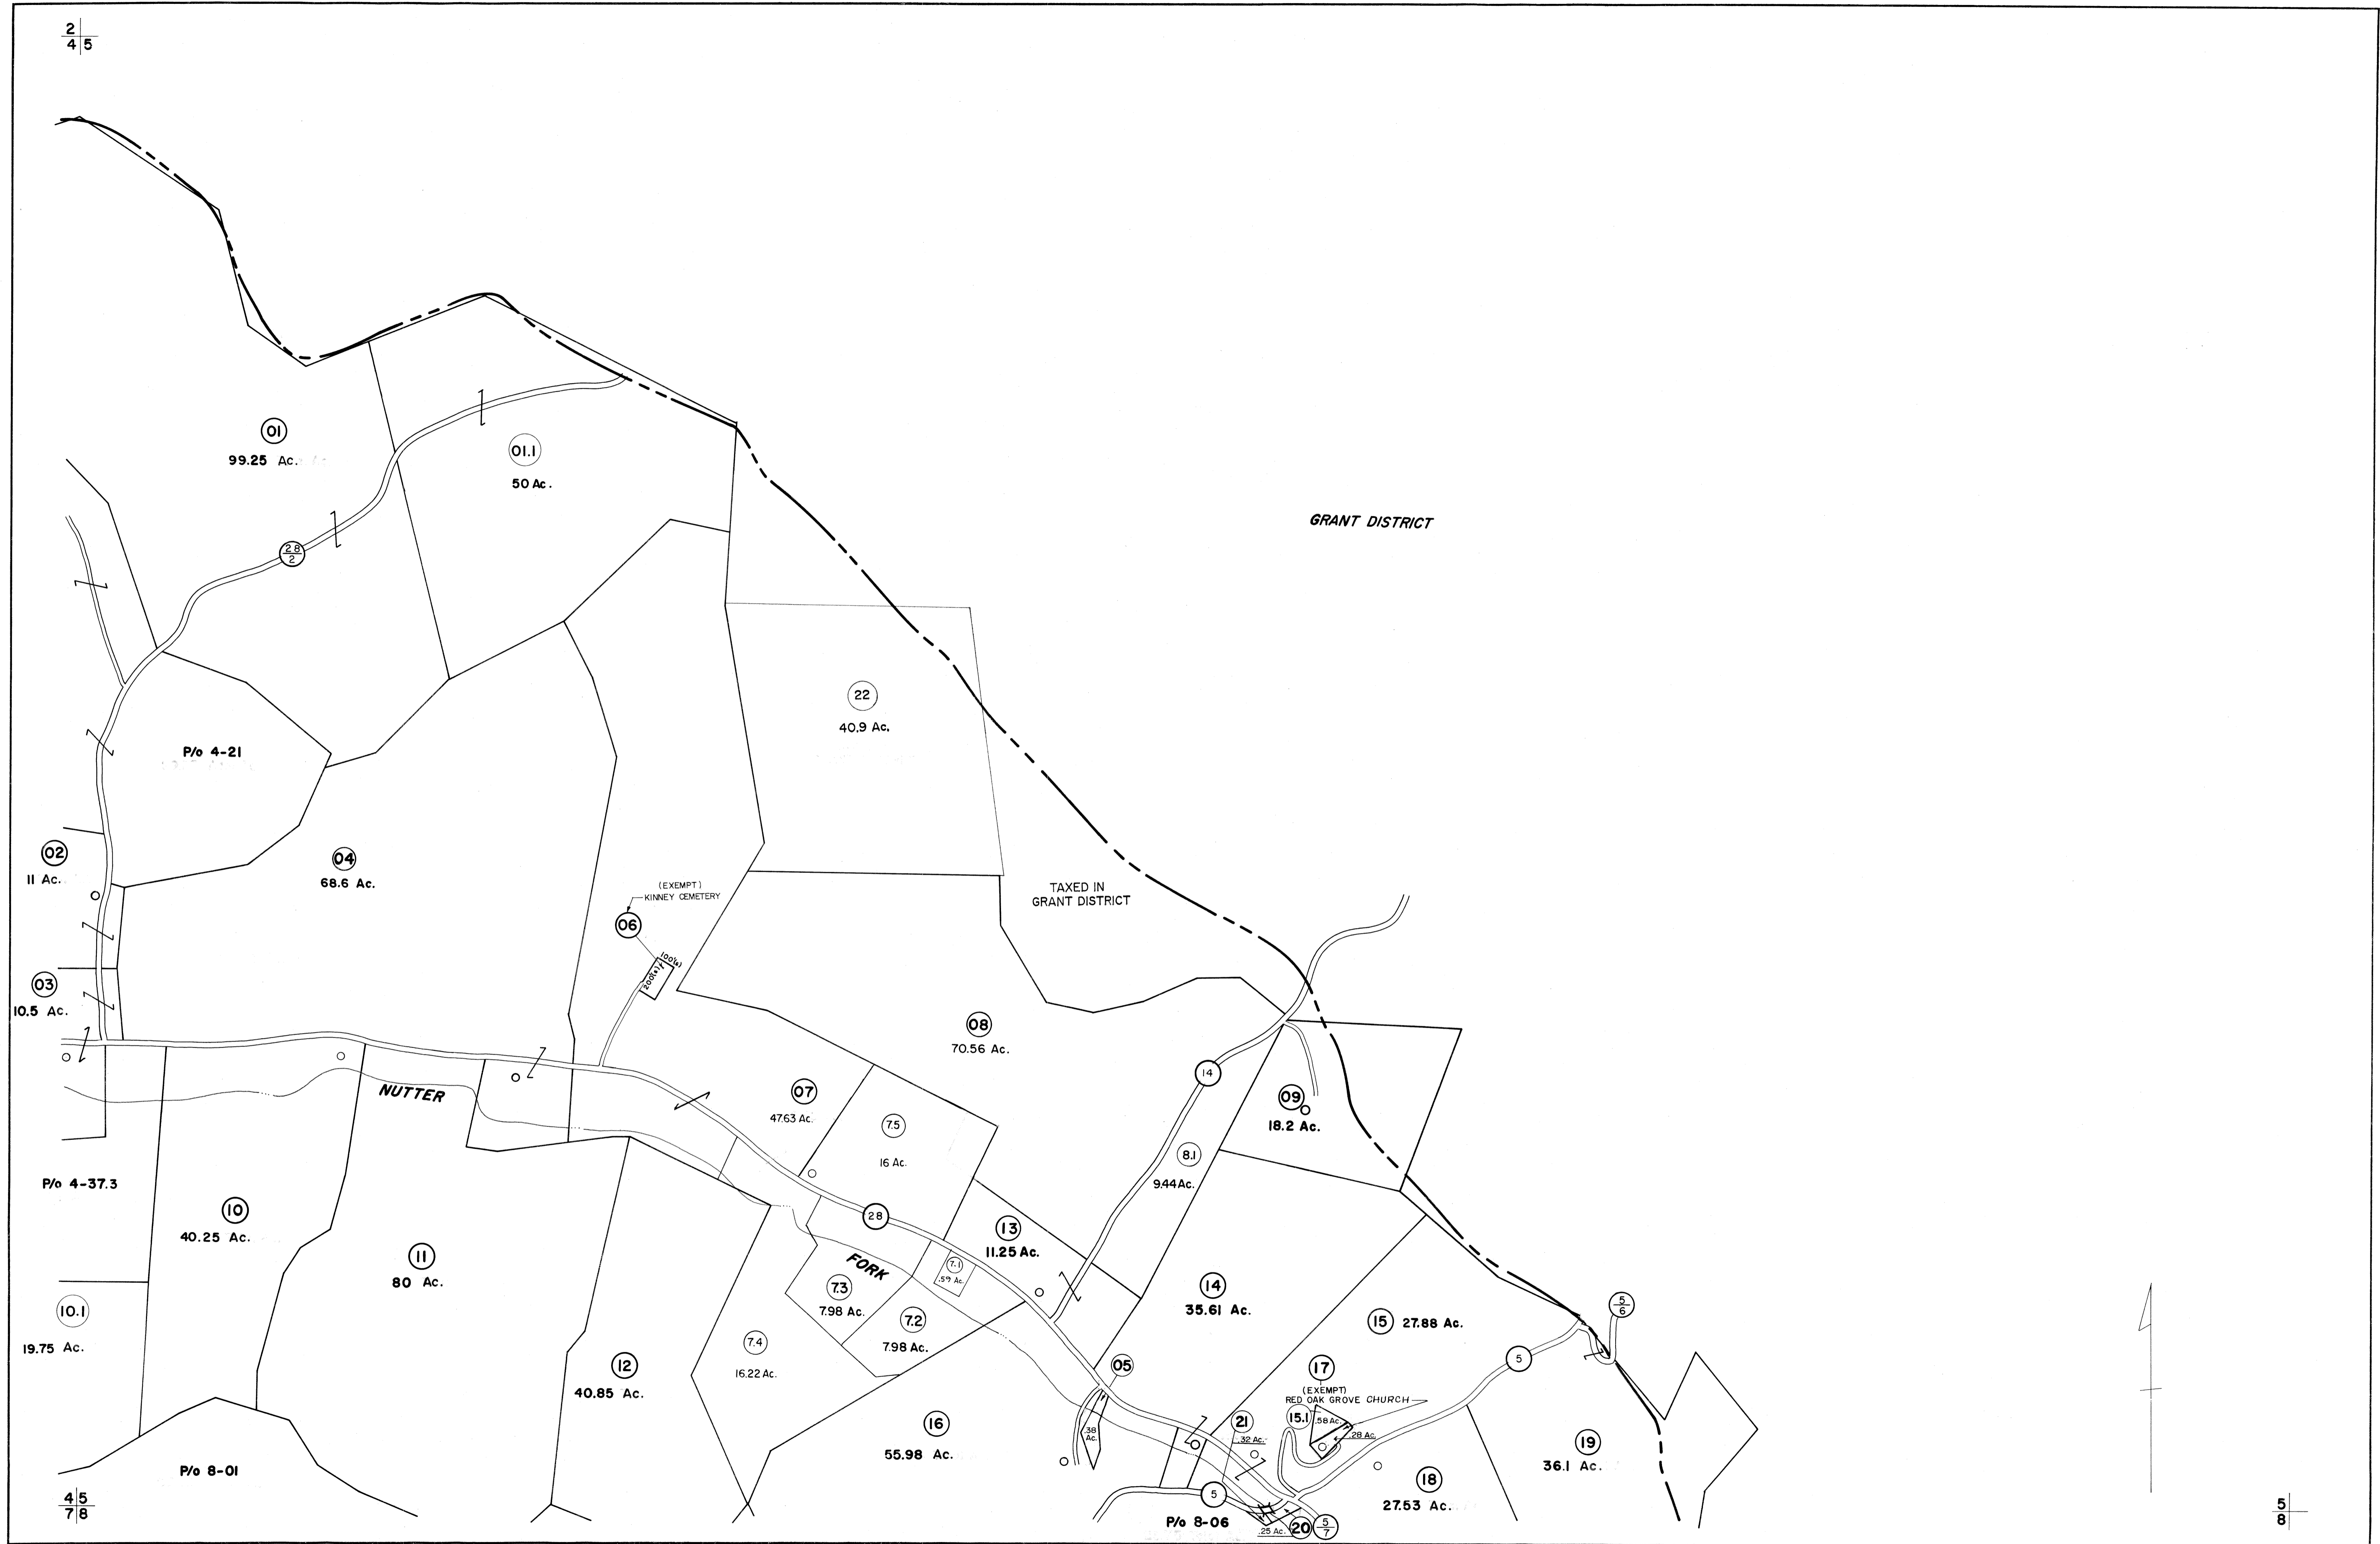 2
4 5
01
99.25 Ac.
01.1
50 Ac.
28
2
GRANT DISTRICT
22
40.9 Ac.
P/o 4-21
02
11 Ac.
04
68.6 Ac.
(EXEMPT)
KINNEY CEMETERY
06
100'(s)
200'(s)
TAXED IN
GRANT DISTRICT
03
10.5 Ac.
08
70.56 Ac.
14
NUTTER
07
47.63 Ac.
7.5
16 Ac.
09
18.2 Ac.
8.1
9.44 Ac.
P/o 4-37.3
10
40.25 Ac.
28
13
11.25 Ac.
11
80 Ac.
FORK
7.1
.59 Ac.
7.3
7.98 Ac.
14
35.61 Ac.
10.1
19.75 Ac.
7.2
7.98 Ac.
7.4
16.22 Ac.
15 27.88 Ac.
5
6
5
12
40.85 Ac.
05
17
(EXEMPT)
RED OAK GROVE CHURCH
16
55.98 Ac.
.38
Ac.
21
.32 Ac.
15.1
.58 Ac.
.28 Ac.
19
36.1 Ac.
P/o 8-01
18
27.53 Ac.
5
P/o 8-06
.25 Ac.
20
5
7
4 5
7 8
5
8